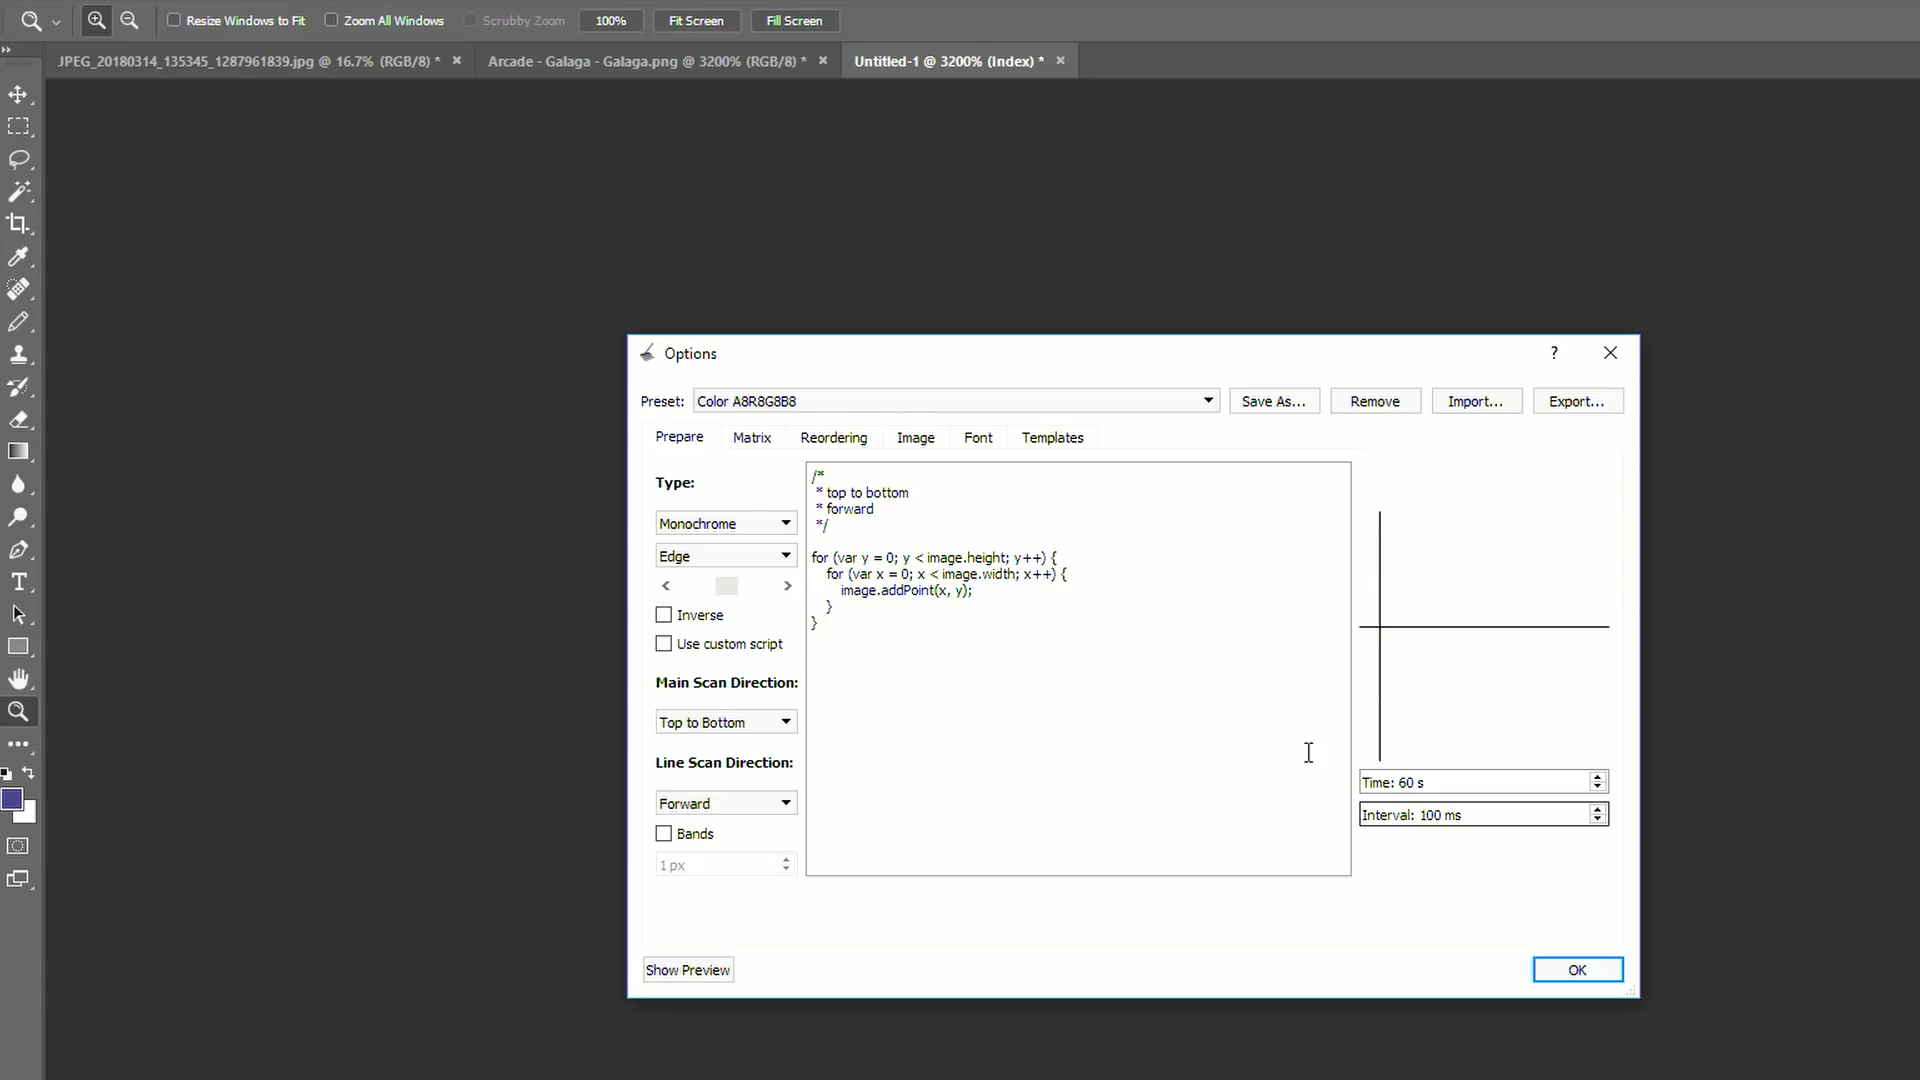 Resize Windows to Fit Zoom All Windows Scrubby Zoom 100% Fit Screen Fill Screen
JPEG_20180314_135345_1287961839.jpg @ 16.7% (RGB/8) * Arcade - Galaga - Galaga.png @ 3200% (RGB/8) * Untitled-1 @ 3200% (Index) *
Options
Preset: Color A8R8G8B8 Save As... Remove Import... Export...
Prepare Matrix Reordering Image Font Templates
Type:
Monochrome
Edge
< >
Inverse
Use custom script
Main Scan Direction:
Top to Bottom
Line Scan Direction:
Forward
Bands
1 px
/*
* top to bottom
* forward
*/
for (var y = 0; y < image.height; y++) {
for (var x = 0; x < image.width; x++) {
image.addPoint(x, y);
}
}
Time: 60 s
Interval: 100 ms
Show Preview OK